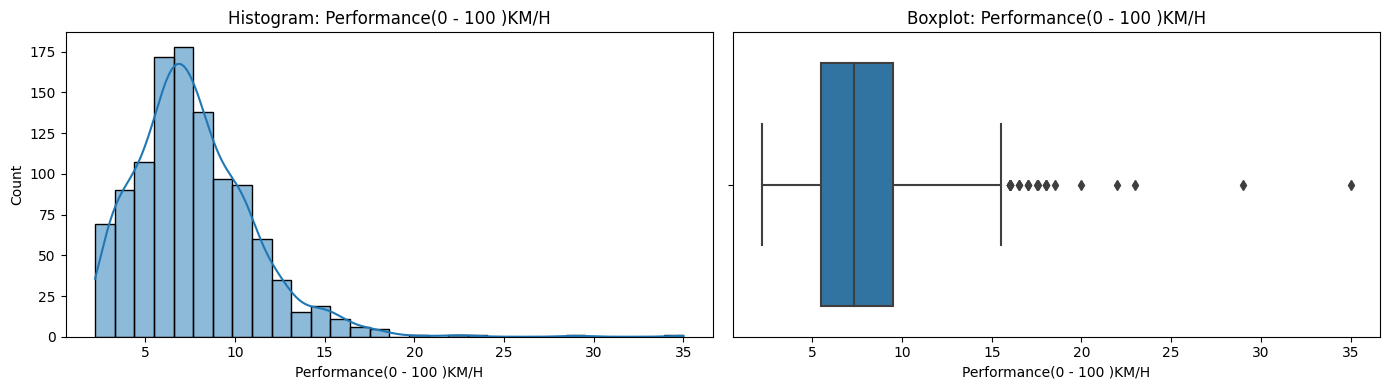 Histogram: Performance(0 - 100 )KM/H
Count
175
150
125
100
75
50
25
0
5 10 15 20 25 30 35
Performance(0 - 100 )KM/H
Boxplot: Performance(0 - 100 )KM/H
5 10 15 20 25 30 35
Performance(0 - 100 )KM/H